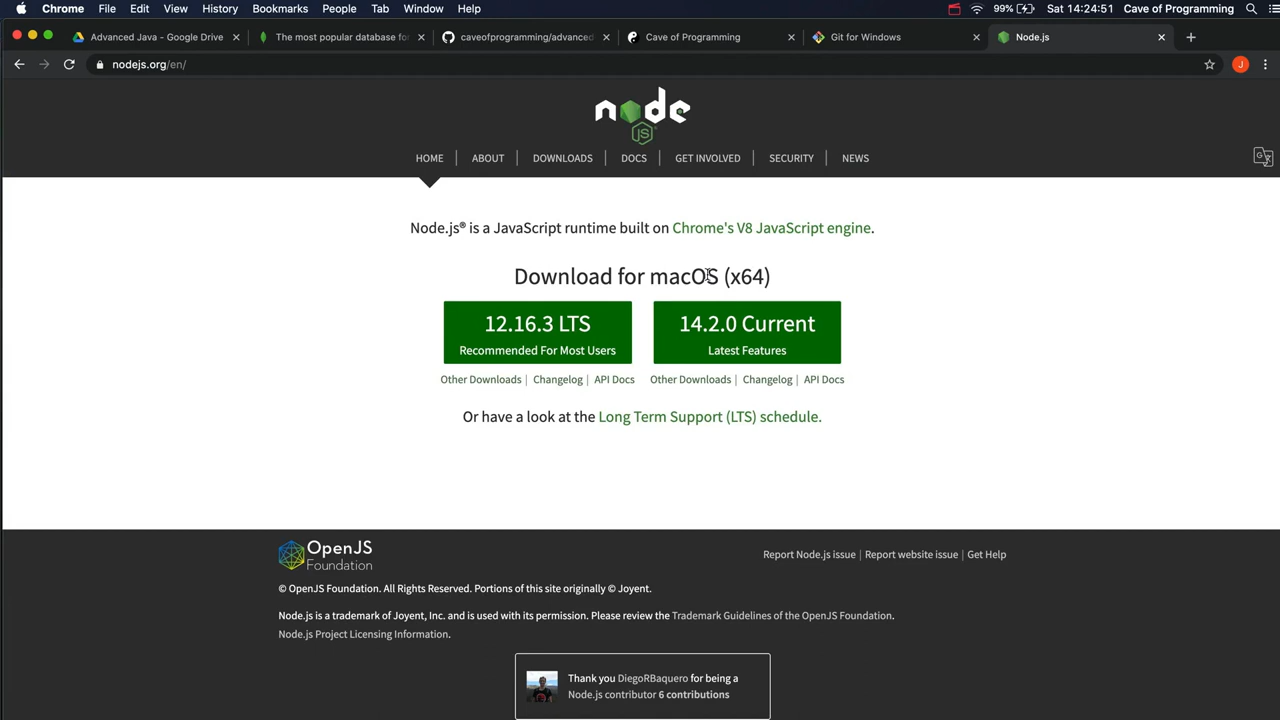 Chrome File Edit View History Bookmarks People Tab Window Help 99% Sat 14:24:51 Cave of Programming
Advanced Java - Google Drive The most popular database fo caveofprogramming/advanced Cave of Programming Git for Windows Node.js
nodejs.org/en/ J
node
JS
HOME ABOUT DOWNLOADS DOCS GET INVOLVED SECURITY NEWS
Node.js® is a JavaScript runtime built on Chrome's V8 JavaScript engine.
Download for macOS (x64)
12.16.3 LTS 14.2.0 Current
Recommended For Most Users Latest Features
Other Downloads | Changelog | API Docs Other Downloads | Changelog | API Docs
Or have a look at the Long Term Support (LTS) schedule.
OpenJS
Foundation
Report Node.js issue | Report website issue | Get Help
© OpenJS Foundation. All Rights Reserved. Portions of this site originally © Joyent.
Node.js is a trademark of Joyent, Inc. and is used with its permission. Please review the Trademark Guidelines of the OpenJS Foundation.
Node.js Project Licensing Information.
Thank you DiegoRBaquero for being a
Node.js contributor 6 contributions